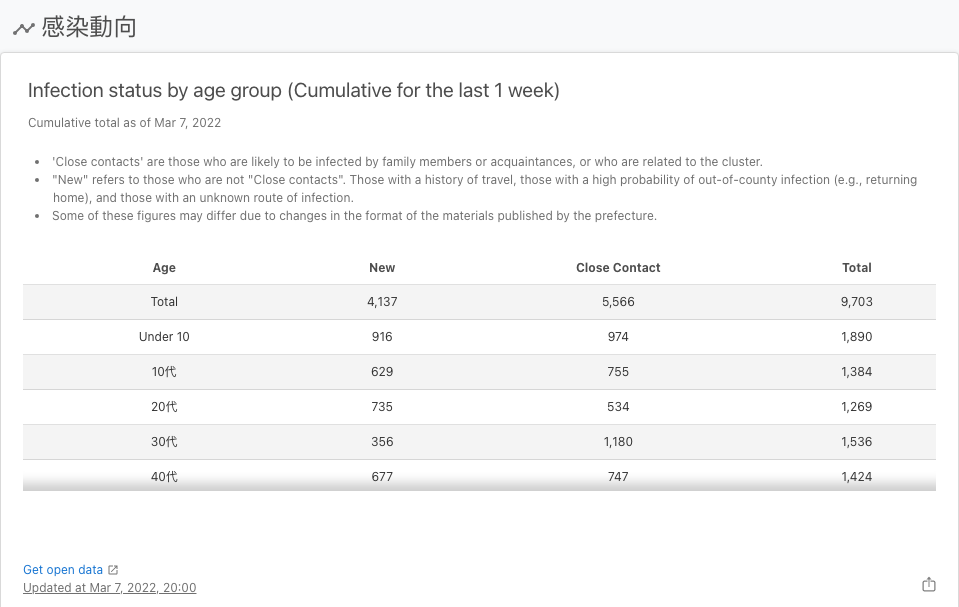 感染動向
Infection status by age group (Cumulative for the last 1 week)
Cumulative total as of Mar 7, 2022
• 'Close contacts' are those who are likely to be infected by family members or acquaintances, or who are related to the cluster.
• "New" refers to those who are not "Close contacts". Those with a history of travel, those with a high probability of out-of-county infection (e.g., returning
home), and those with an unknown route of infection.
• Some of these figures may differ due to changes in the format of the materials published by the prefecture.
Age New Close Contact Total
Total 4,137 5,566 9,703
Under 10 916 974 1,890
10代 629 755 1,384
20代 735 534 1,269
30代 356 1,180 1,536
40代 677 747 1,424
Get open data
Updated at Mar 7, 2022, 20:00